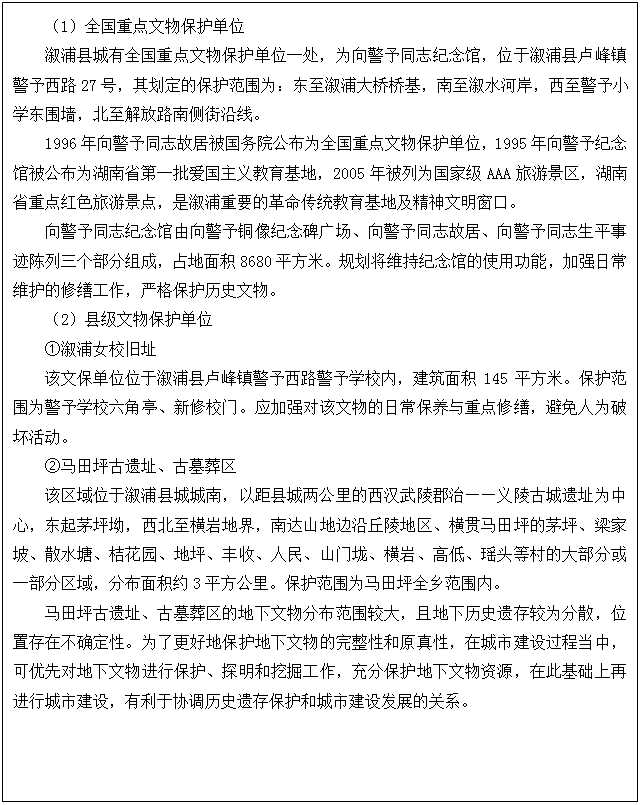 （1）全国重点文物保护单位
溆浦县城有全国重点文物保护单位一处，为向警予同志纪念馆，位于溆浦县卢峰镇
警予西路 27 号，其划定的保护范围为：东至溆浦大桥桥基，南至溆水河岸，西至警予小
学东围墙，北至解放路南侧街沿线。
1996 年向警予同志故居被国务院公布为全国重点文物保护单位，1995 年向警予纪念
馆被公布为湖南省第一批爱国主义教育基地，2005 年被列为国家级 AAA 旅游景区，湖南
省重点红色旅游景点，是溆浦重要的革命传统教育基地及精神文明窗口。
向警予同志纪念馆由向警予铜像纪念碑广场、向警予同志故居、向警予同志生平事
迹陈列三个部分组成，占地面积 8680 平方米。规划将维持纪念馆的使用功能，加强日常
维护的修缮工作，严格保护历史文物。
（2）县级文物保护单位
①溆浦女校旧址
该文保单位位于溆浦县卢峰镇警予西路警予学校内，建筑面积 145 平方米。保护范
围为警予学校六角亭、新修校门。应加强对该文物的日常保养与重点修缮，避免人为破
坏活动。
②马田坪古遗址、古墓葬区
该区域位于溆浦县城城南，以距县城两公里的西汉武陵郡治一一义陵古城遗址为中
心，东起茅坪坳，西北至横岩地界，南达山地边沿丘陵地区、横贯马田坪的茅坪、梁家
坡、散水塘、桔花园、地坪、丰收、人民、山门垅、横岩、高低、瑶头等村的大部分或
一部分区域，分布面积约 3 平方公里。保护范围为马田坪全乡范围内。
马田坪古遗址、古墓葬区的地下文物分布范围较大，且地下历史遗存较为分散，位
置存在不确定性。为了更好地保护地下文物的完整性和原真性，在城市建设过程当中，
可优先对地下文物进行保护、探明和挖掘工作，充分保护地下文物资源，在此基础上再
进行城市建设，有利于协调历史遗存保护和城市建设发展的关系。